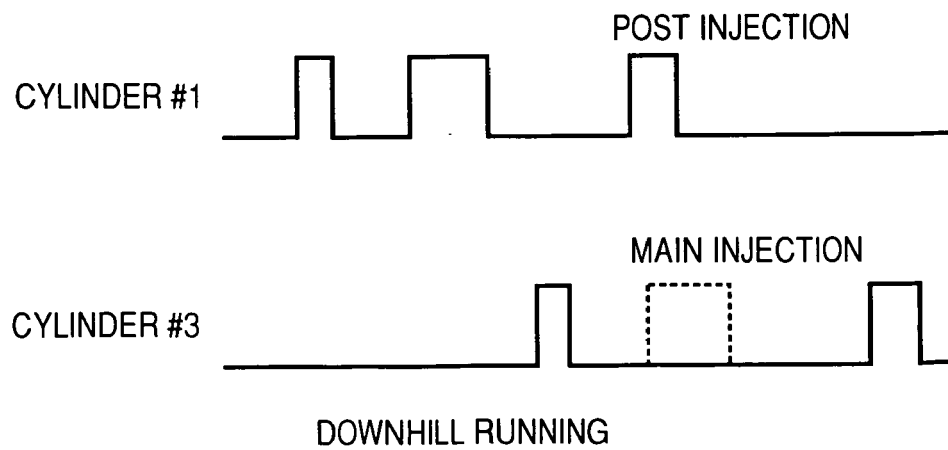 POST INJECTION
CYLINDER #1
MAIN INJECTION
CYLINDER #3
DOWNHILL RUNNING